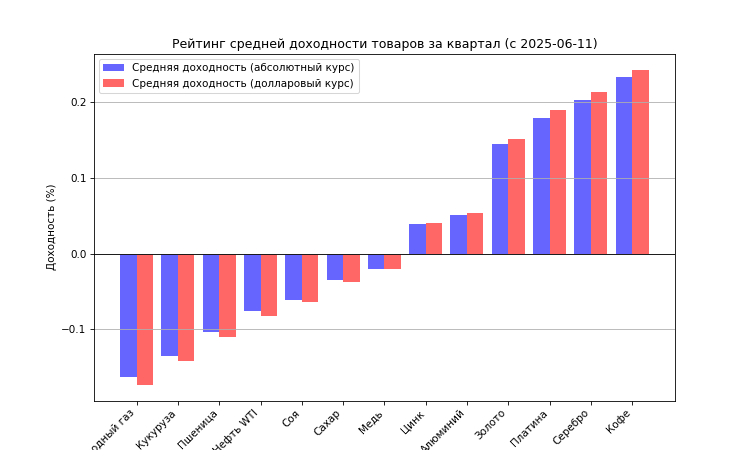 Рейтинг средней доходности товаров за квартал (с 2025-06-11)
Средняя доходность (абсолютный курс)
Средняя доходность (долларовый курс)
Доходность (%)
0.2
0.1
0.0
−0.1
газ
Кукуруза
Пшеница
Нефть WTI
Соя
Сахар
Медь
Цинк
Алюминий
Золото
Платина
Серебро
Кофе